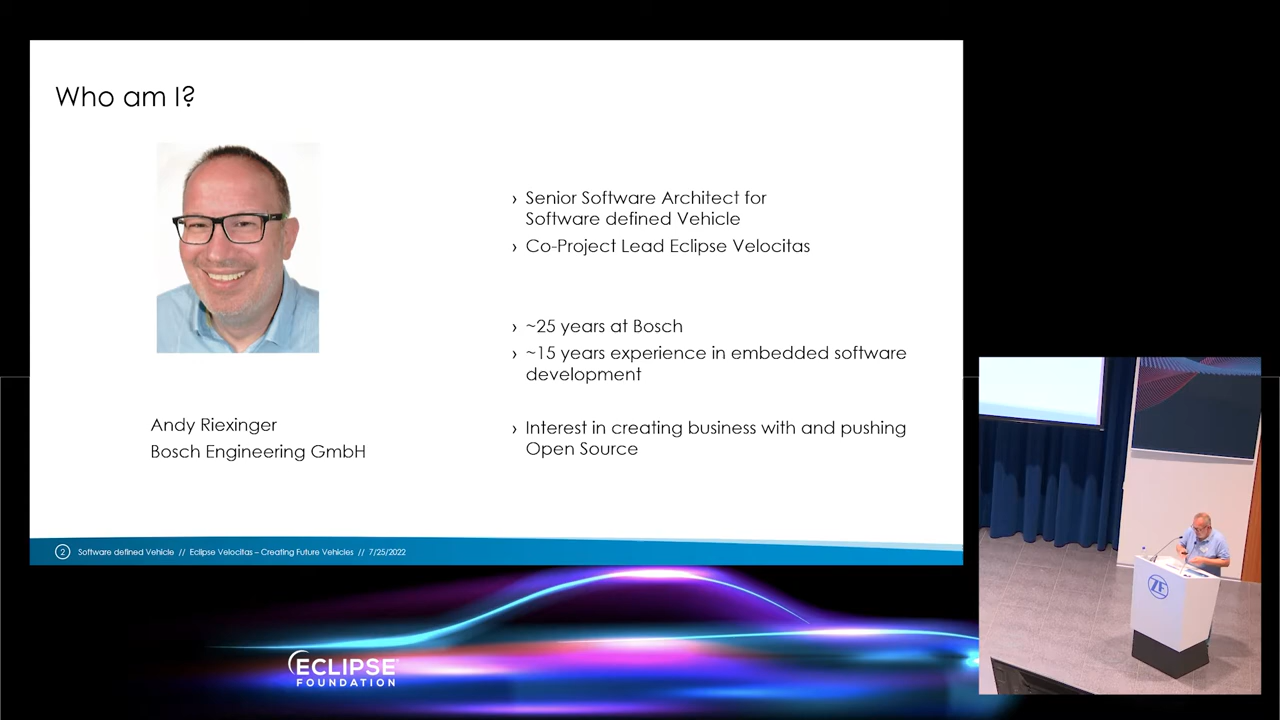 Who am I?
› Senior Software Architect for
Software defined Vehicle
› Co-Project Lead Eclipse Velocitas
› ~25 years at Bosch
› ~15 years experience in embedded software
development
› Interest in creating business with and pushing
Open Source
Andy Riexinger
Bosch Engineering GmbH
2 Software defined Vehicle // Eclipse Velocitas – Creating Future Vehicles // 7/25/2022
ZF
ECLIPSE
FOUNDATION